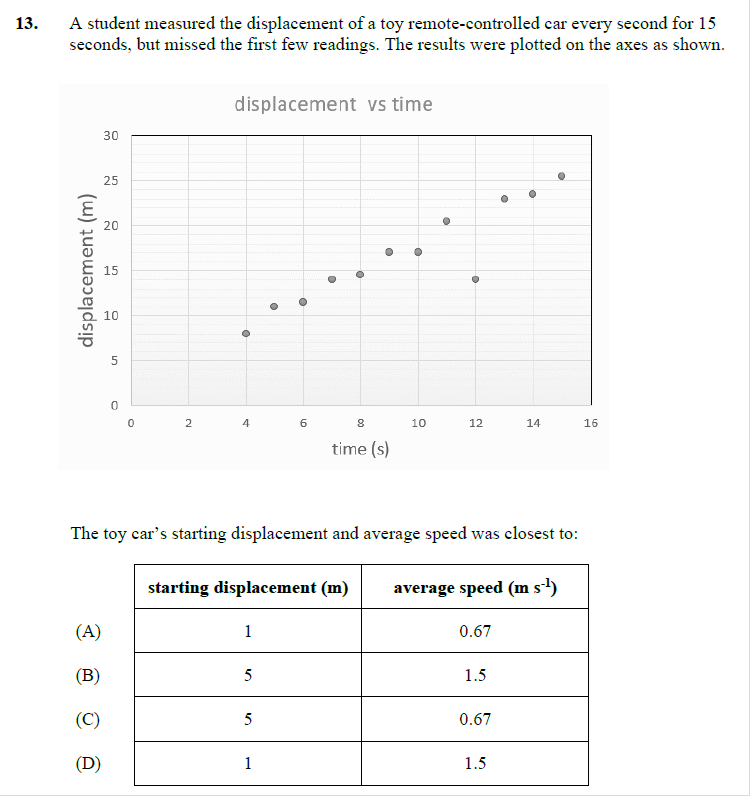 13. A student measured the displacement of a toy remote-controlled car every second for 15
seconds, but missed the first few readings. The results were plotted on the axes as shown.
displacement vs time
displacement (m)
30
25
20
15
10
5
0
0 2 4 6 8 10 12 14 16
time (s)
The toy car’s starting displacement and average speed was closest to:
starting displacement (m) average speed (m s⁻¹)
(A) 1 0.67
(B) 5 1.5
(C) 5 0.67
(D) 1 1.5